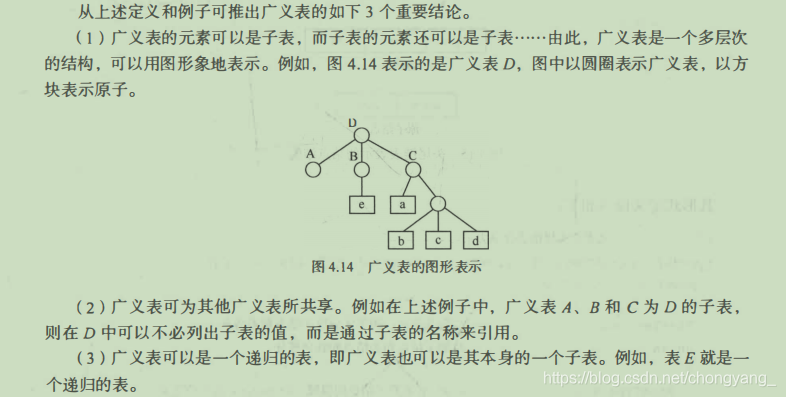 从上述定义和例子可推出广义表的如下 3 个重要结论。
(1)广义表的元素可以是子表，而子表的元素还可以是子表……由此，广义表是一个多层次
的结构，可以用图形象地表示。例如，图 4.14 表示的是广义表 D，图中以圆圈表示广义表，以方
块表示原子。
D
A B C
e a
b c d
图 4.14 广义表的图形表示
(2)广义表可为其他广义表所共享。例如在上述例子中，广义表 A、B 和 C 为 D 的子表，
则在 D 中可以不必列出子表的值，而是通过子表的名称来引用。
(3)广义表可以是一个递归的表，即广义表也可以是其本身的一个子表。例如，表 E 就是一
个递归的表。
https://blog.csdn.net/chongyang_